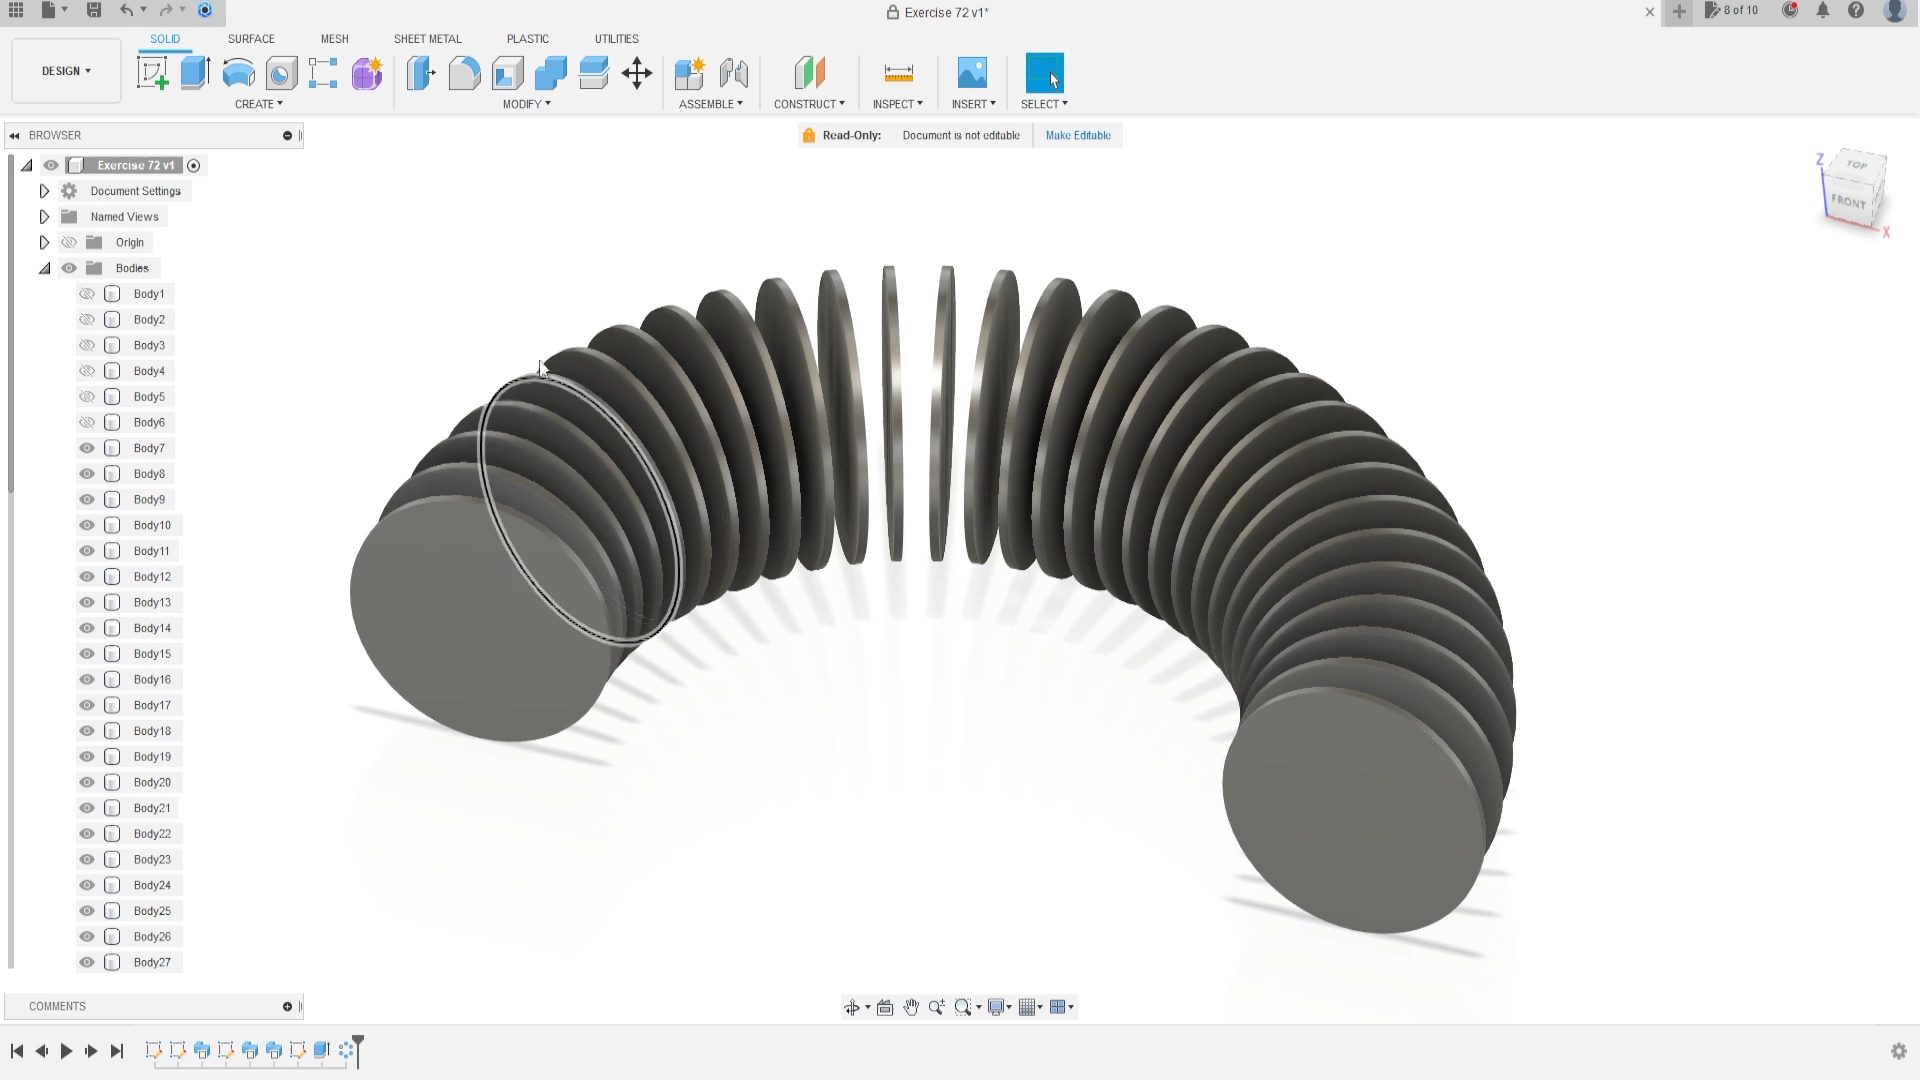 Exercise 72 v1*
8 of 10
SOLID SURFACE MESH SHEET METAL PLASTIC UTILITIES
DESIGN
CREATE MODIFY ASSEMBLE CONSTRUCT INSPECT INSERT SELECT
BROWSER
Read-Only: Document is not editable Make Editable
Exercise 72 v1
Document Settings
Named Views
Origin
Bodies
Body1
Body2
Body3
Body4
Body5
Body6
Body7
Body8
Body9
Body10
Body11
Body12
Body13
Body14
Body15
Body16
Body17
Body18
Body19
Body20
Body21
Body22
Body23
Body24
Body25
Body26
Body27
Z
TOP
FRONT
X
COMMENTS